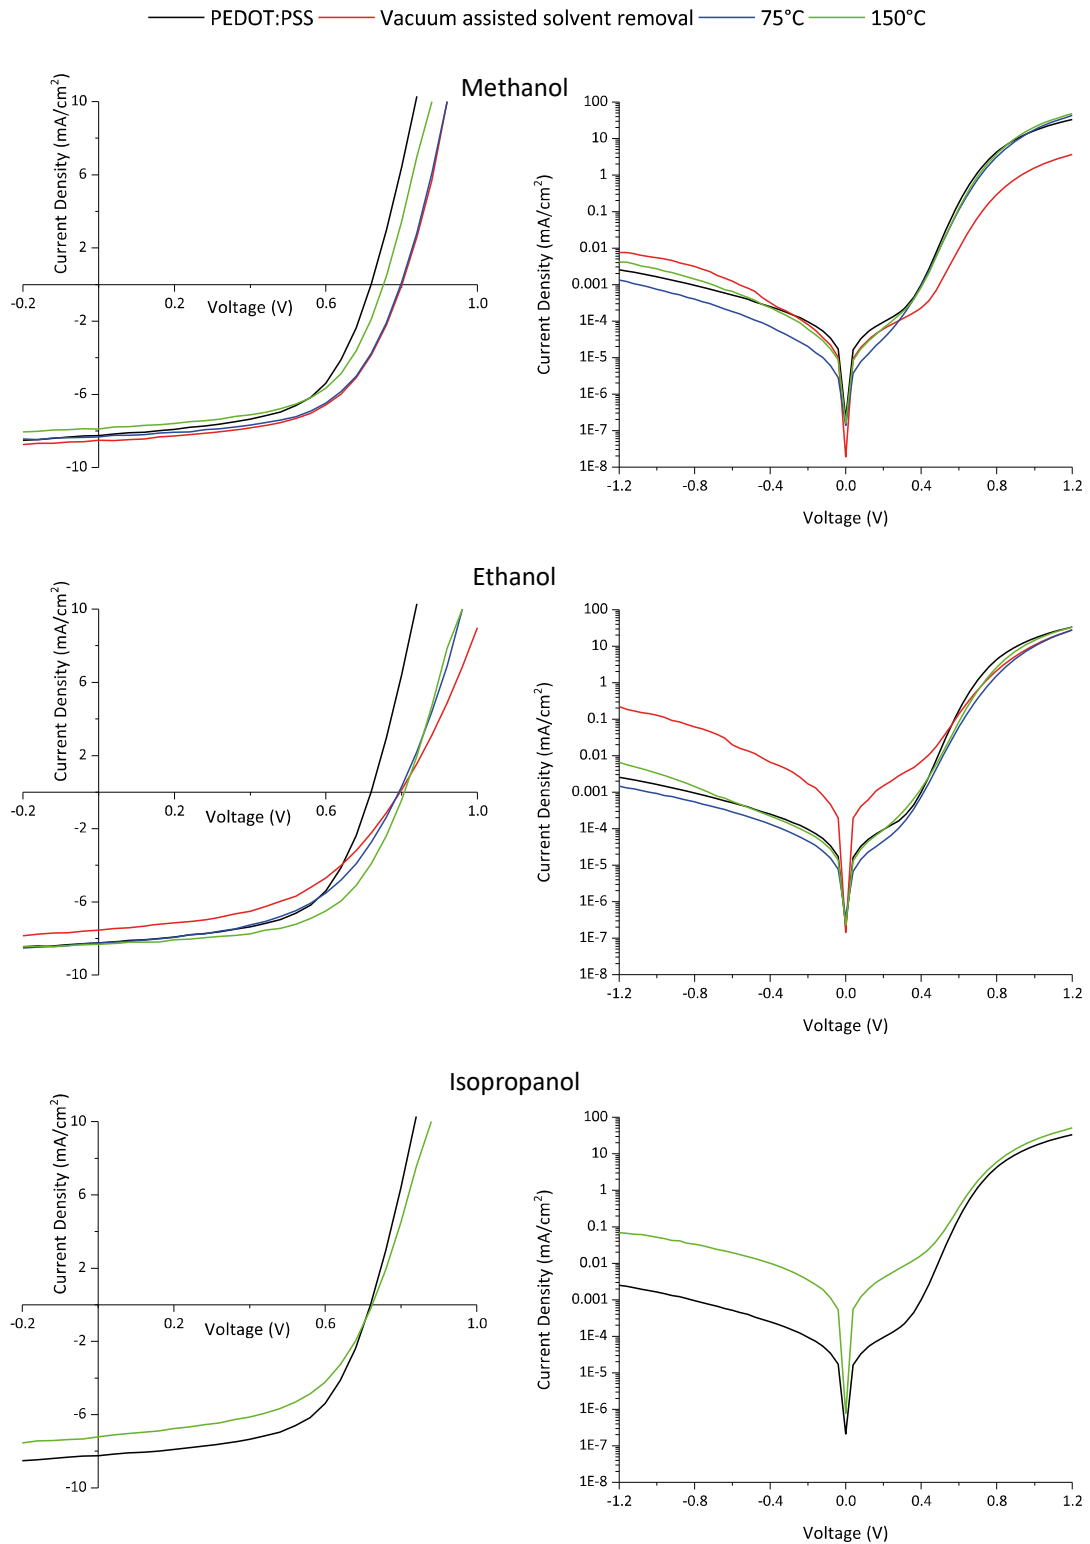 PEDOT:PSS Vacuum assisted solvent removal 75°C 150°C
Methanol
Current Density (mA/cm²)
10
6
2
-2
-6
-10
-0.2 0.2 0.6 1.0
Voltage (V)
Current Density (mA/cm²)
100
10
1
0.1
0.01
0.001
1E-4
1E-5
1E-6
1E-7
1E-8
-1.2 -0.8 -0.4 0.0 0.4 0.8 1.2
Voltage (V)
Ethanol
Current Density (mA/cm²)
10
6
2
-2
-6
-10
-0.2 0.2 0.6 1.0
Voltage (V)
Current Density (mA/cm²)
100
10
1
0.1
0.01
0.001
1E-4
1E-5
1E-6
1E-7
1E-8
-1.2 -0.8 -0.4 0.0 0.4 0.8 1.2
Voltage (V)
Isopropanol
Current Density (mA/cm²)
10
6
2
-2
-6
-10
-0.2 0.2 0.6 1.0
Voltage (V)
Current Density (mA/cm²)
100
10
1
0.1
0.01
0.001
1E-4
1E-5
1E-6
1E-7
1E-8
-1.2 -0.8 -0.4 0.0 0.4 0.8 1.2
Voltage (V)